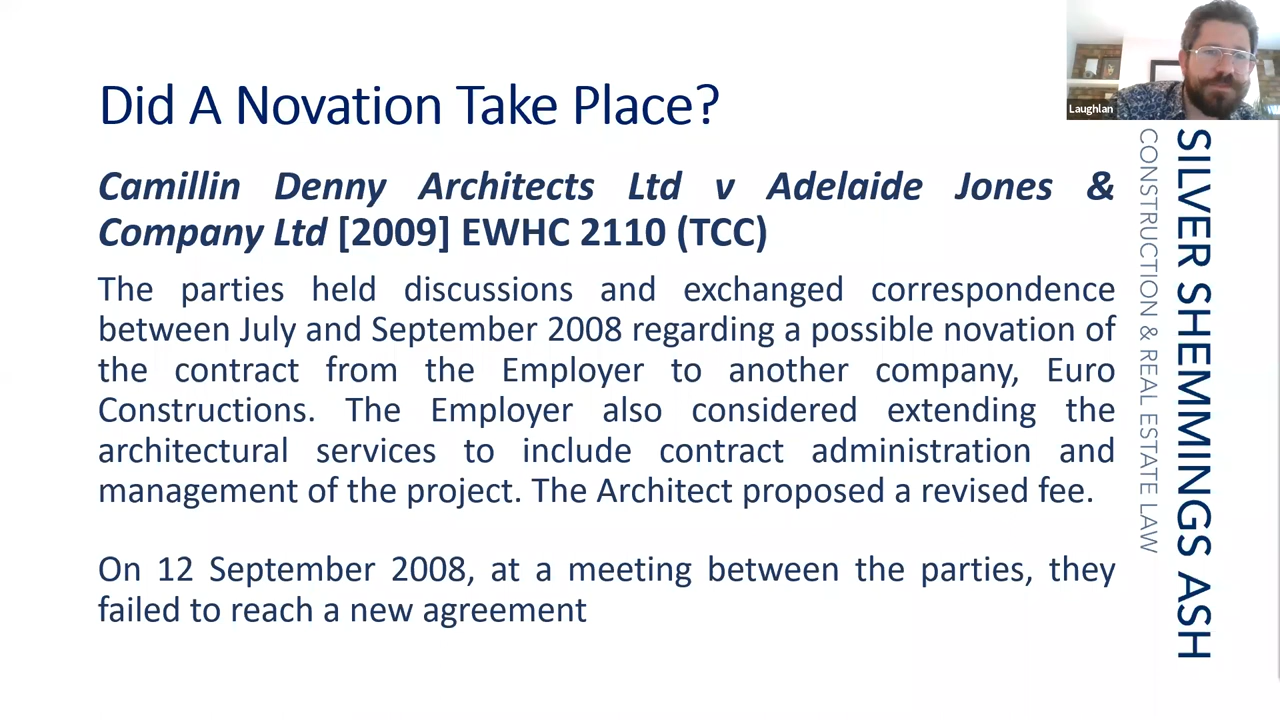 Did A Novation Take Place?
Camillin Denny Architects Ltd v Adelaide Jones &
Company Ltd [2009] EWHC 2110 (TCC)
The parties held discussions and exchanged correspondence
between July and September 2008 regarding a possible novation of
the contract from the Employer to another company, Euro
Constructions. The Employer also considered extending the
architectural services to include contract administration and
management of the project. The Architect proposed a revised fee.
On 12 September 2008, at a meeting between the parties, they
failed to reach a new agreement
Laughlan
SILVER SHEMMINGS ASH
CONSTRUCTION & REAL ESTATE LAW